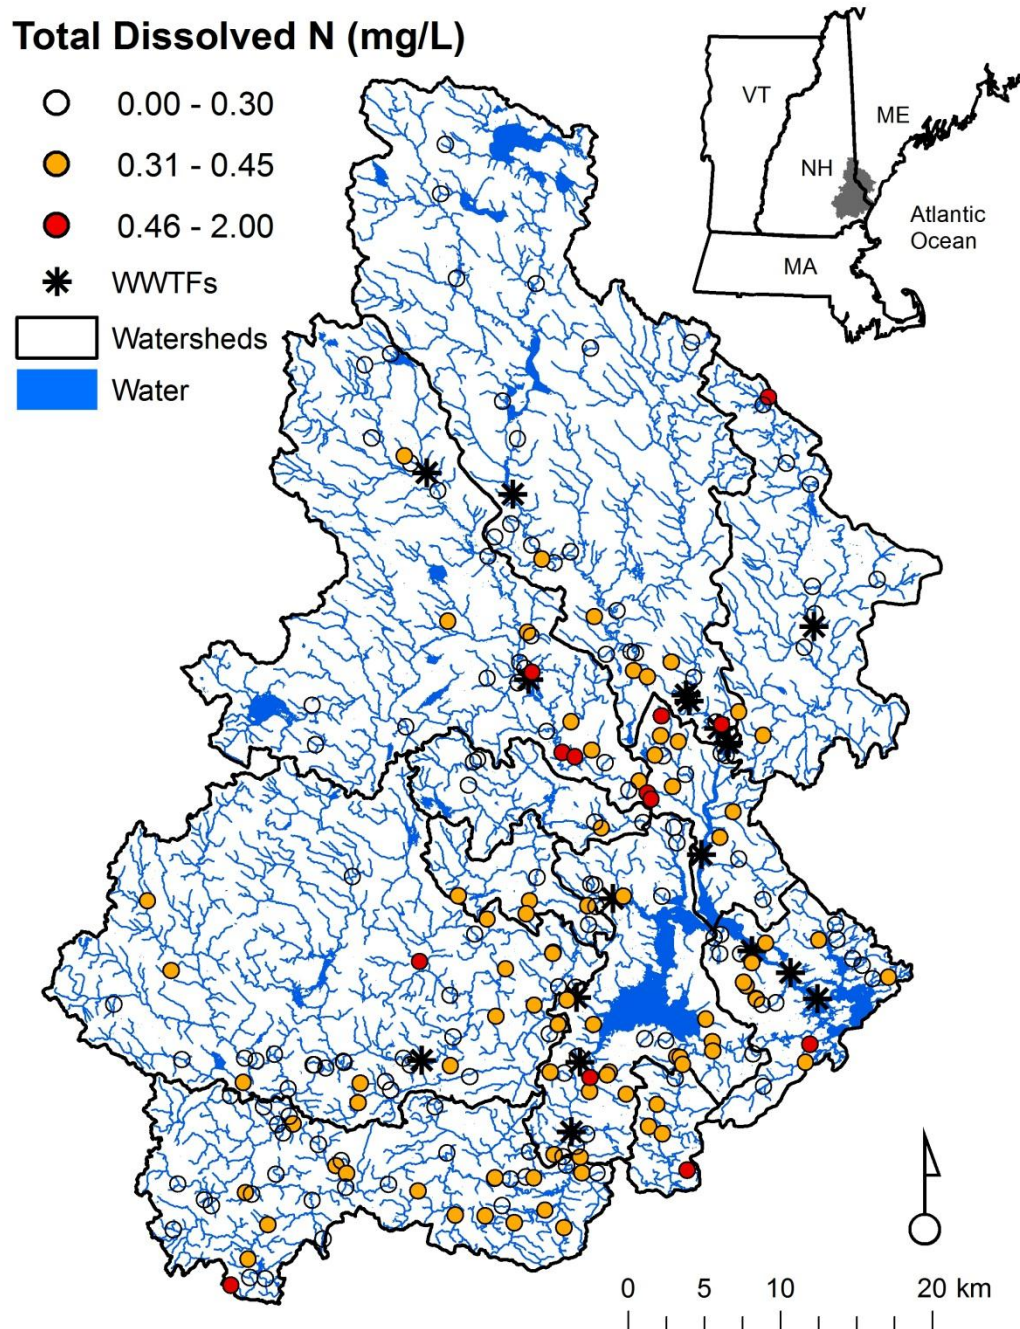 Total Dissolved N (mg/L)
0.00 - 0.30
0.31 - 0.45
0.46 - 2.00
WWTFs
Watersheds
Water
VT
ME
NH
Atlantic
Ocean
MA
0 5 10 20 km